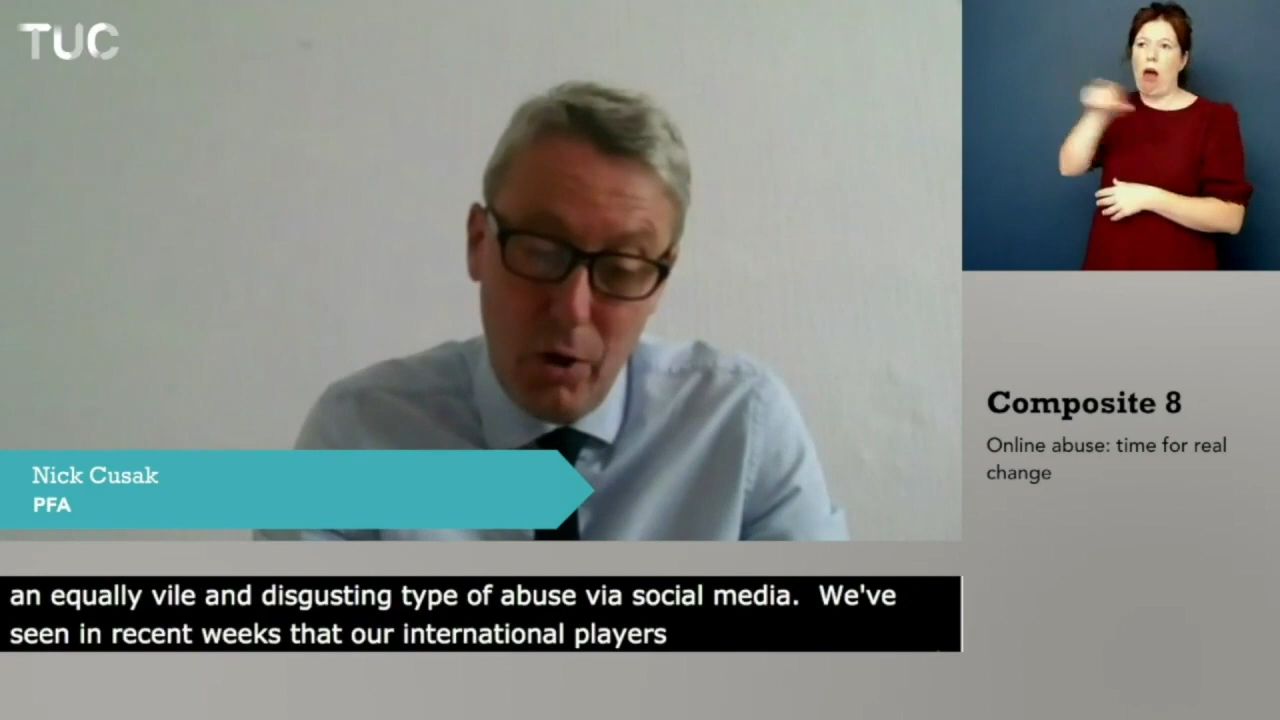 TUC
Nick Cusak
PFA
Composite 8
Online abuse: time for real
change
an equally vile and disgusting type of abuse via social media.  We've
seen in recent weeks that our international players